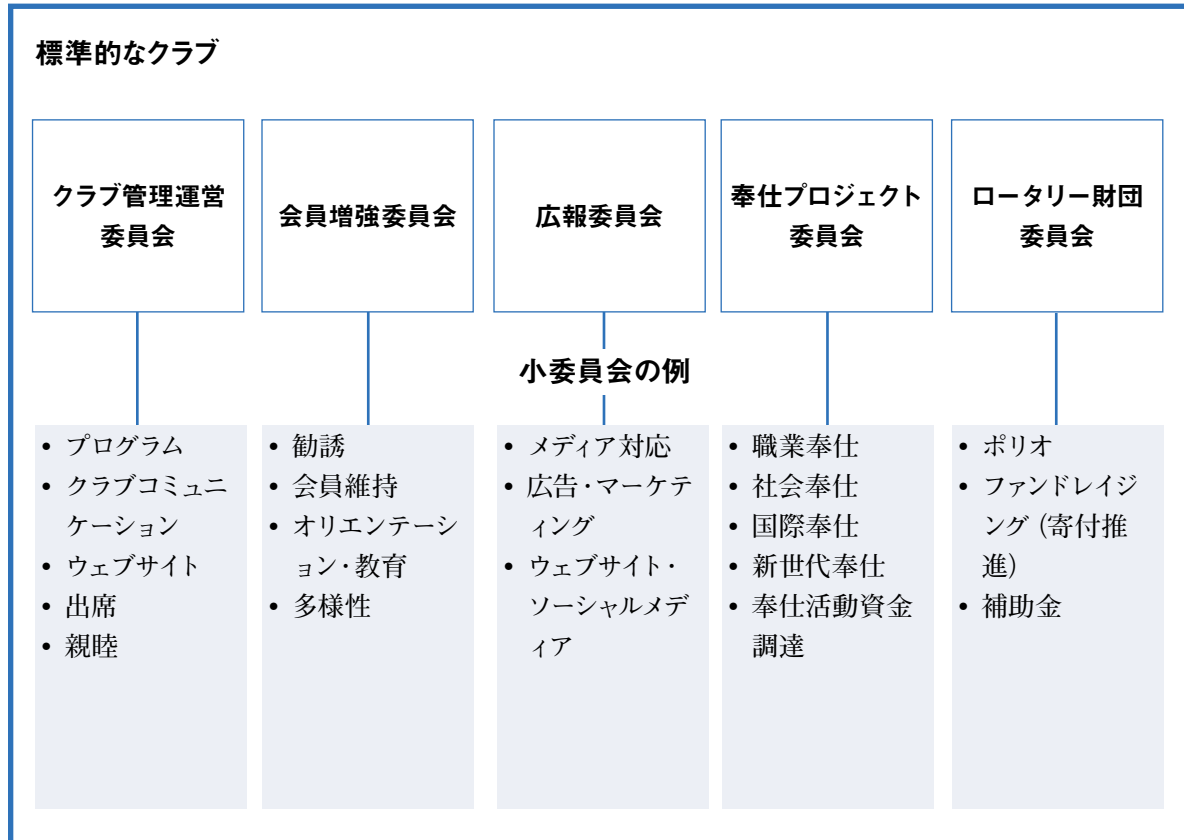 標準的なクラブ
クラブ管理運営
委員会
会員増強委員会
広報委員会
奉仕プロジェクト
委員会
ロータリー財団
委員会
小委員会の例
• プログラム
• クラブコミュニ
ケーション
• ウェブサイト
• 出席
• 親睦
• 勧誘
• 会員維持
• オリエンテーシ
ョン・教育
• 多様性
• メディア対応
• 広告・マーケテ
ィング
• ウェブサイト・
ソーシャルメデ
ィア
• 職業奉仕
• 社会奉仕
• 国際奉仕
• 新世代奉仕
• 奉仕活動資金
調達
• ポリオ
• ファンドレイジ
ング (寄付推
進)
• 補助金